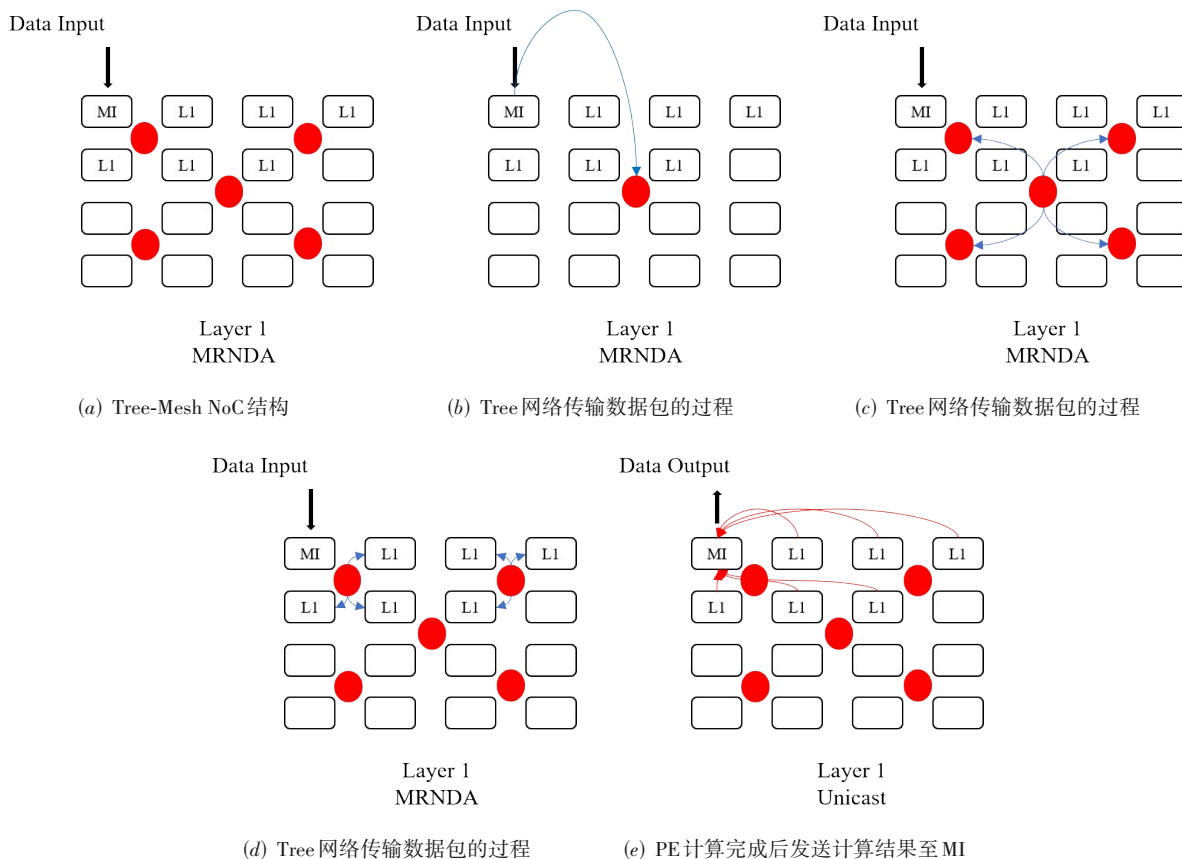 Data Input
Data Input
Data Input
MI L1 L1 L1
L1 L1 L1
MI L1 L1 L1
L1 L1 L1
MI L1 L1 L1
L1 L1 L1
Layer 1
MRNDA
Layer 1
MRNDA
Layer 1
MRNDA
(a) Tree-Mesh NoC结构
(b) Tree网络传输数据包的过程
(c) Tree网络传输数据包的过程
Data Input
Data Output
MI L1 L1 L1
L1 L1 L1
MI L1 L1 L1
L1 L1 L1
Layer 1
MRNDA
Layer 1
Unicast
(d) Tree网络传输数据包的过程
(e) PE计算完成后发送计算结果至MI